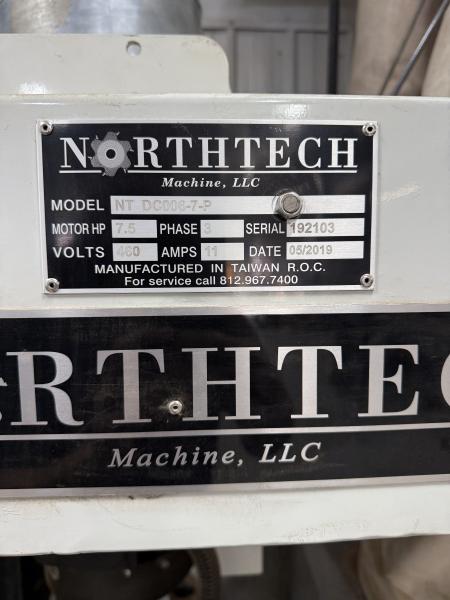 NORTHTECH
Machine, LLC
MODEL NT DC006-7-P
MOTOR HP 7.5 PHASE 3 SERIAL 192103
VOLTS 460 AMPS 11 DATE 05/2019
MANUFACTURED IN TAIWAN R.O.C.
For service call 812.967.7400
RTHTEC
Machine, LLC